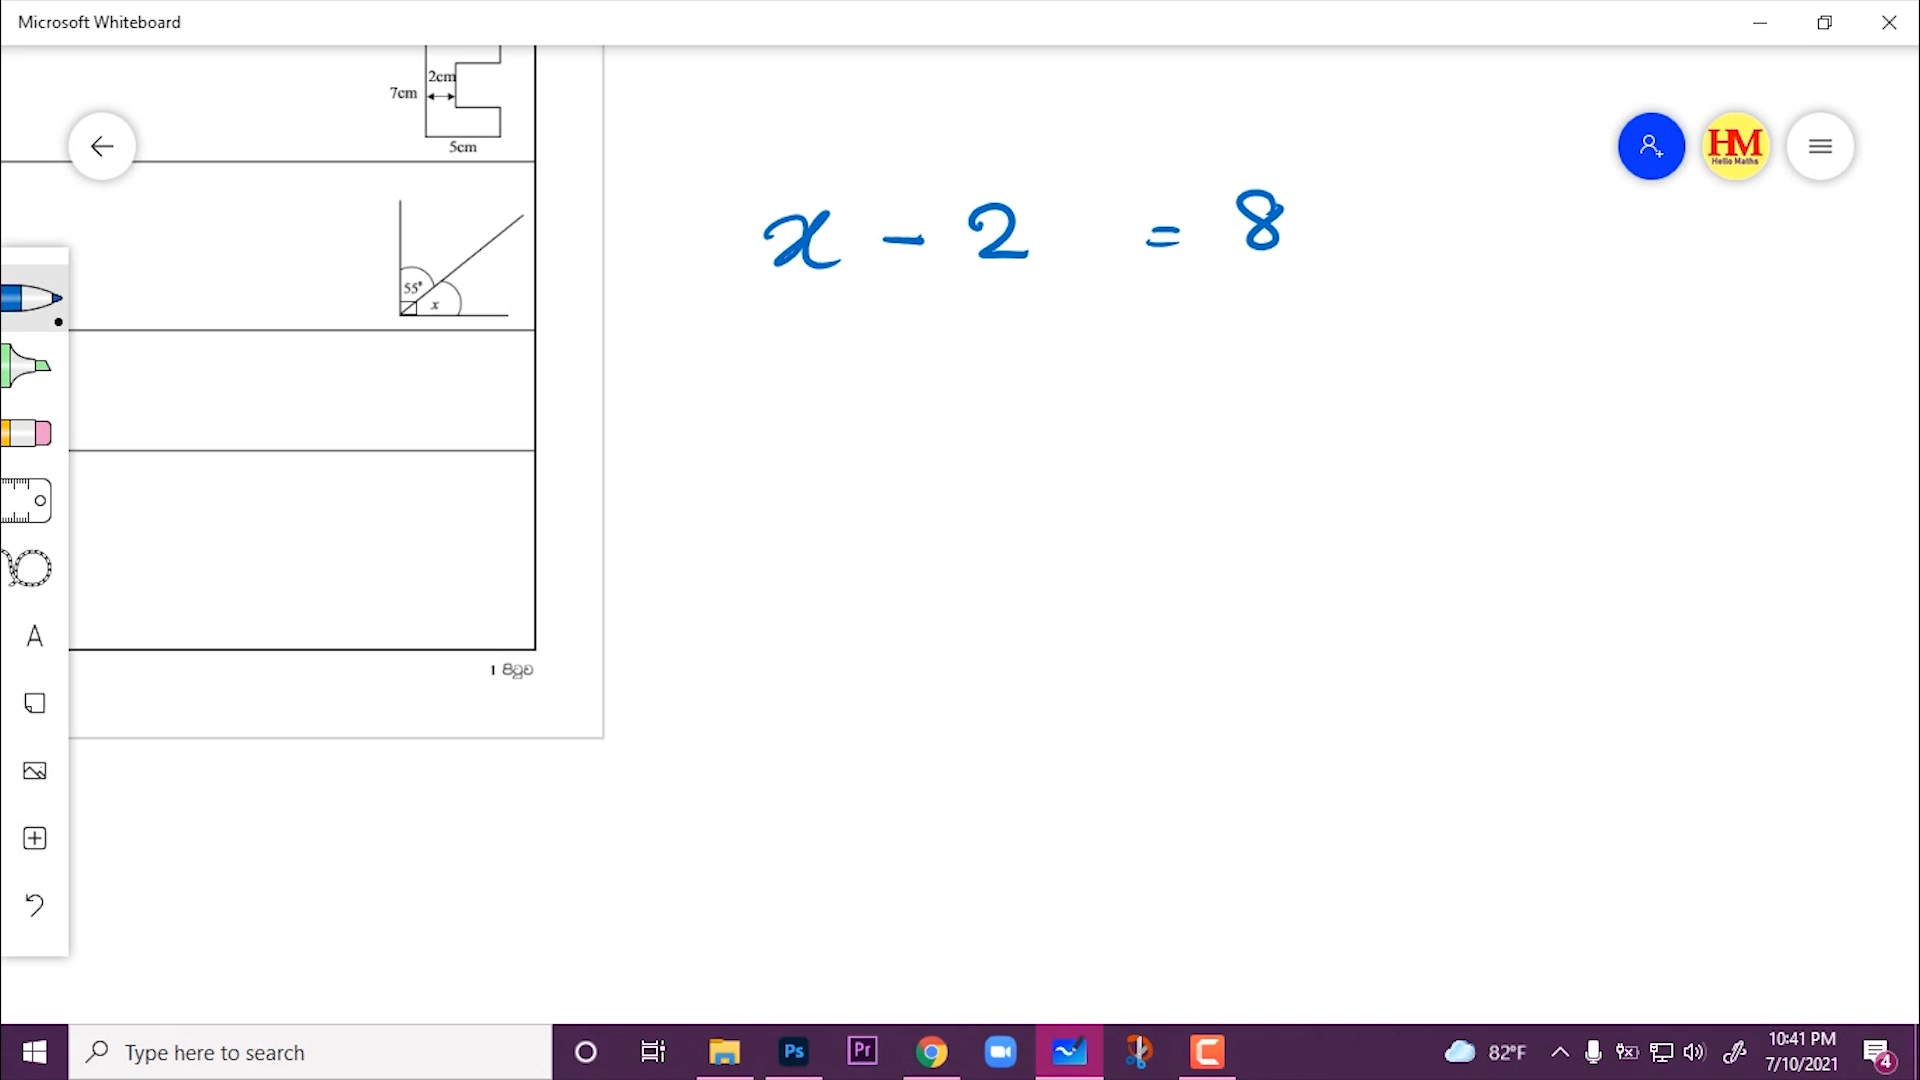 Microsoft Whiteboard
2cm
7cm
5cm
HM
Hello Maths
x - 2 = 8
55°
x
A
1 පිටුව
Type here to search
Ps
Pr
82°F
10:41 PM
7/10/2021
4